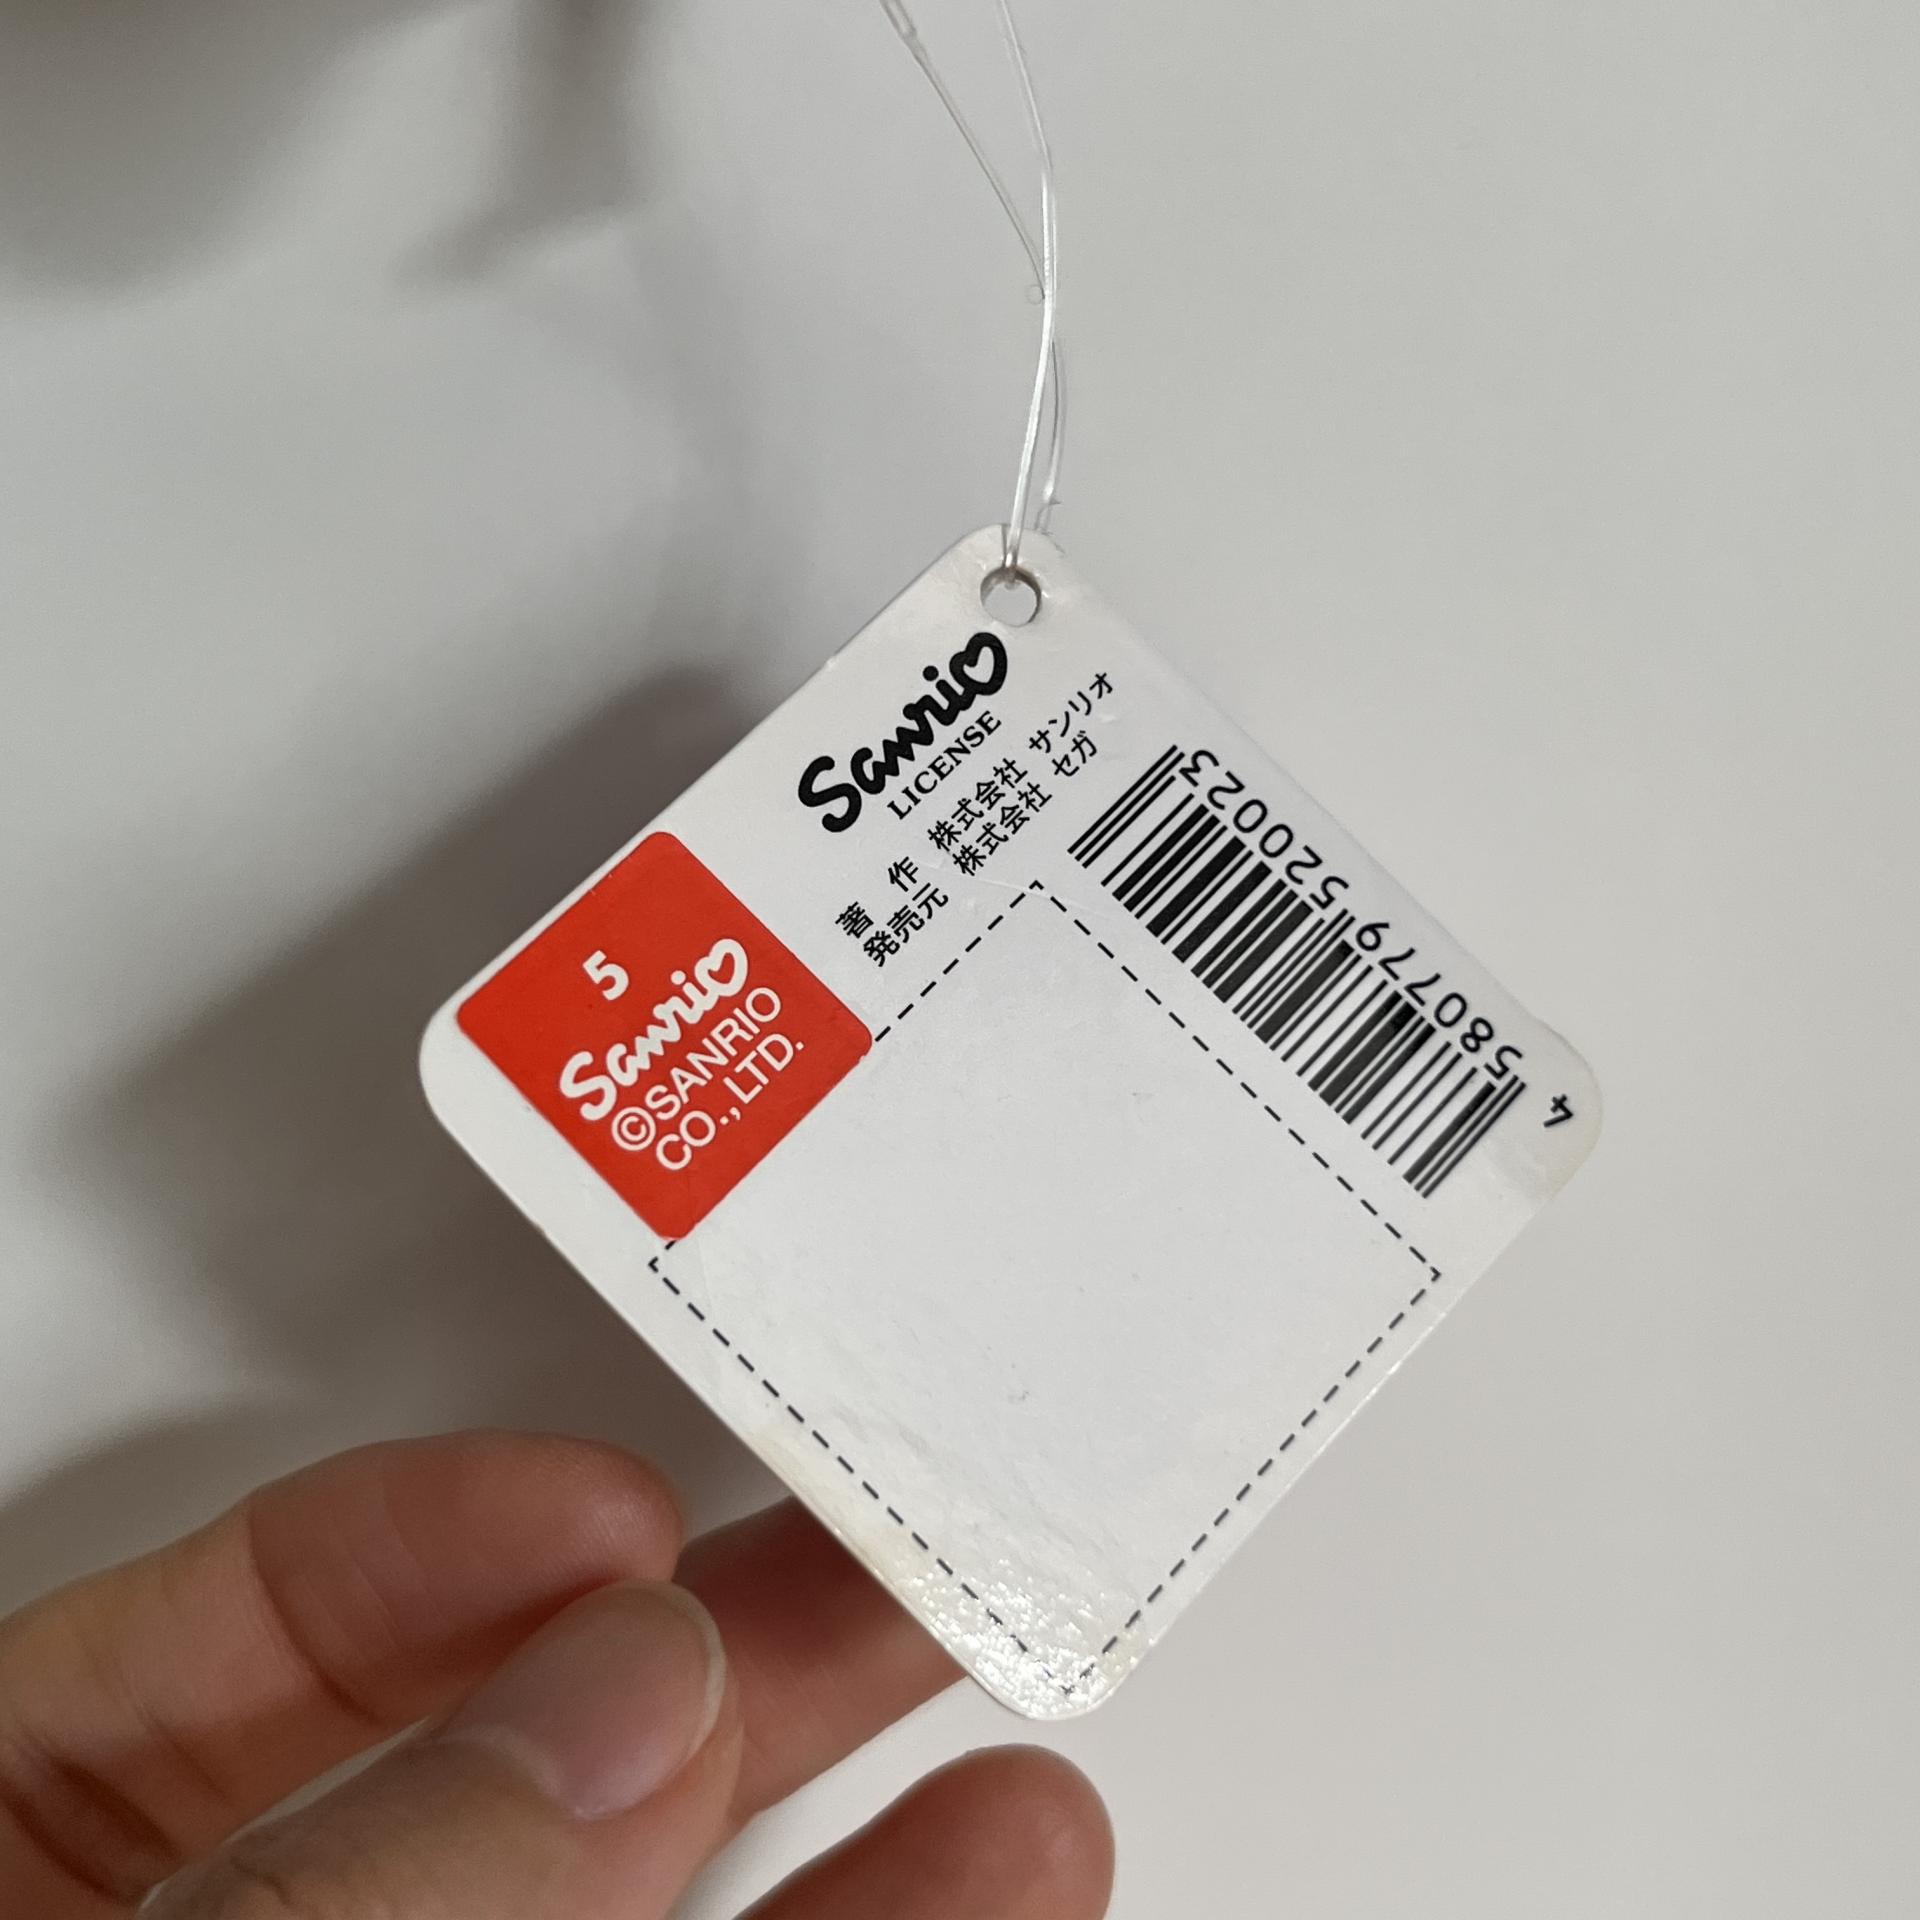 Sanrio
LICENSE
著 作 株式会社 サンリオ
発売元 株式会社 セガ
4 580779 520023
5
Sanrio
©SANRIO
CO.,LTD.